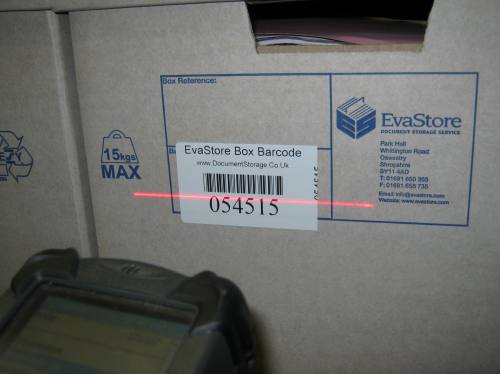 Box Reference:
EvaStore
DOCUMENT STORAGE SERVICE
Park Hall
Whittington Road
Oswestry
Shropshire
SY11 4AD
T: 01691 650 355
F: 01691 658 735
Email: info@evastore.com
Website: www.evastore.com
15kgs
MAX
EvaStore Box Barcode
www.DocumentStorage.Co.Uk
054515
054515